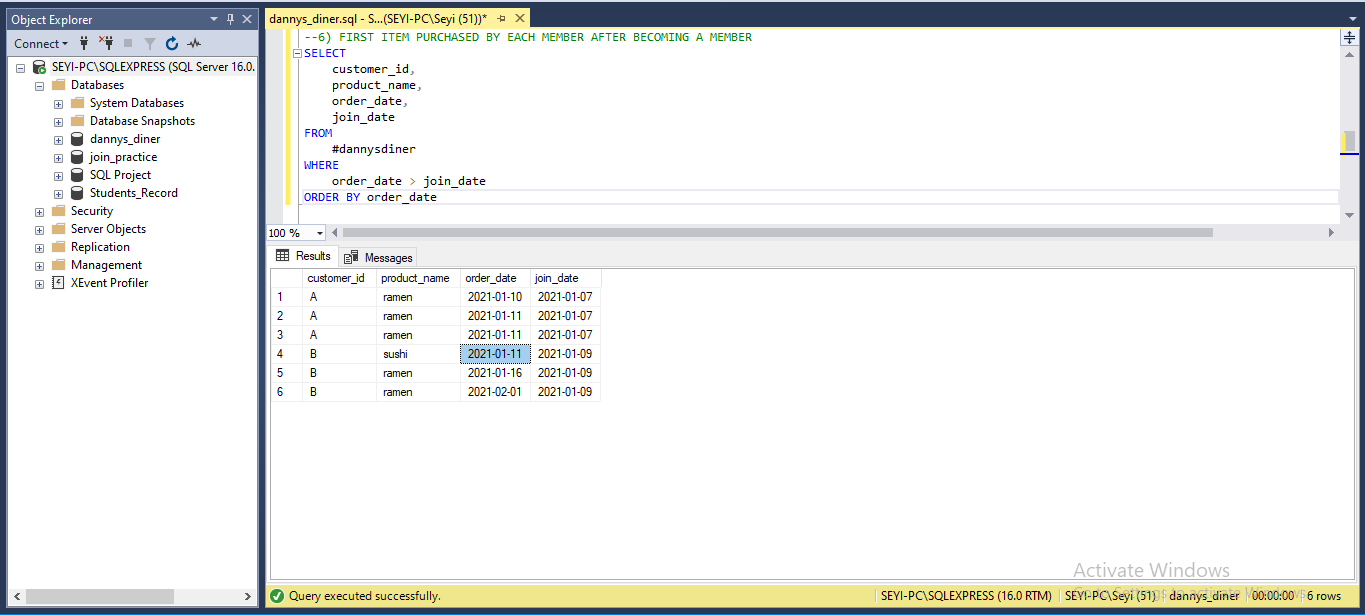 Object Explorer
Connect
SEYI-PC\SQLEXPRESS (SQL Server 16.0.
Databases
System Databases
Database Snapshots
dannys_diner
join_practice
SQL Project
Students_Record
Security
Server Objects
Replication
Management
XEvent Profiler
dannys_diner.sql - S...(SEYI-PC\Seyi (51))*
--6) FIRST ITEM PURCHASED BY EACH MEMBER AFTER BECOMING A MEMBER
SELECT
customer_id,
product_name,
order_date,
join_date
FROM
#dannysdiner
WHERE
order_date > join_date
ORDER BY order_date
100 %
Results Messages
customer_id product_name order_date join_date
1 A ramen 2021-01-10 2021-01-07
2 A ramen 2021-01-11 2021-01-07
3 A ramen 2021-01-11 2021-01-07
4 B sushi 2021-01-11 2021-01-09
5 B ramen 2021-01-16 2021-01-09
6 B ramen 2021-02-01 2021-01-09
Activate Windows
Go to Settings to activate Windows.
Query executed successfully. SEYI-PC\SQLEXPRESS (16.0 RTM) SEYI-PC\Seyi (51) dannys_diner 00:00:00 6 rows